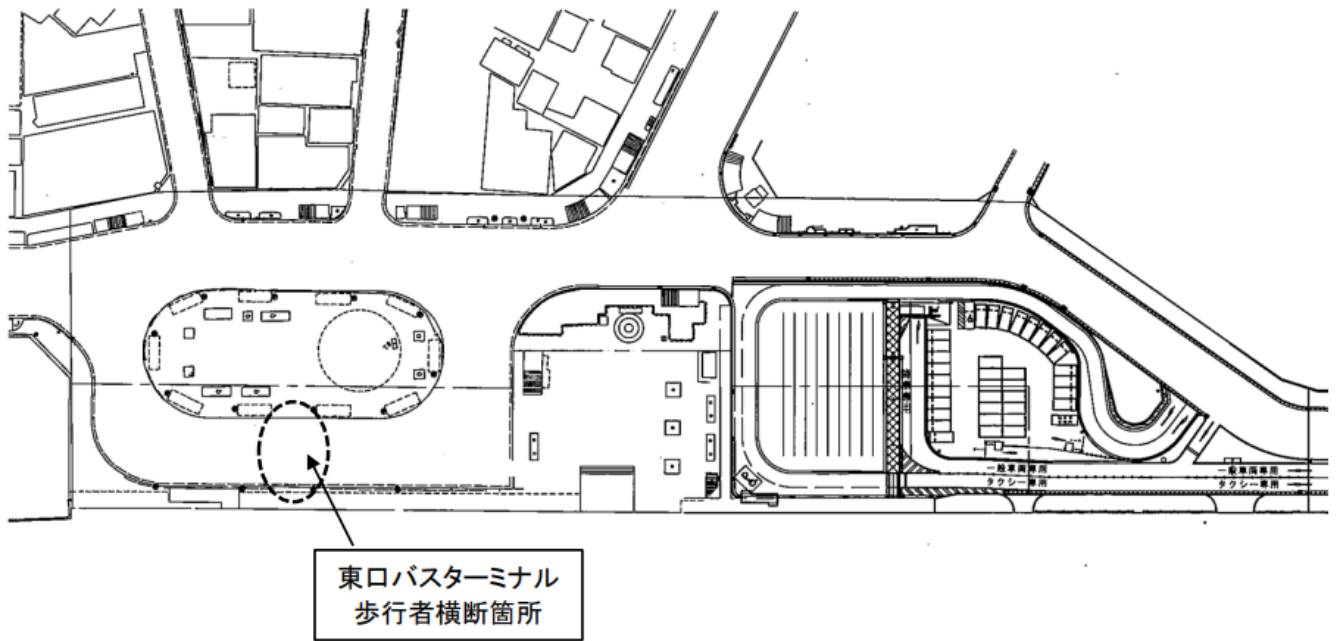 一般車両専用
一般車両専用
タクシー専用
タクシー専用
東口バスターミナル
歩行者横断箇所